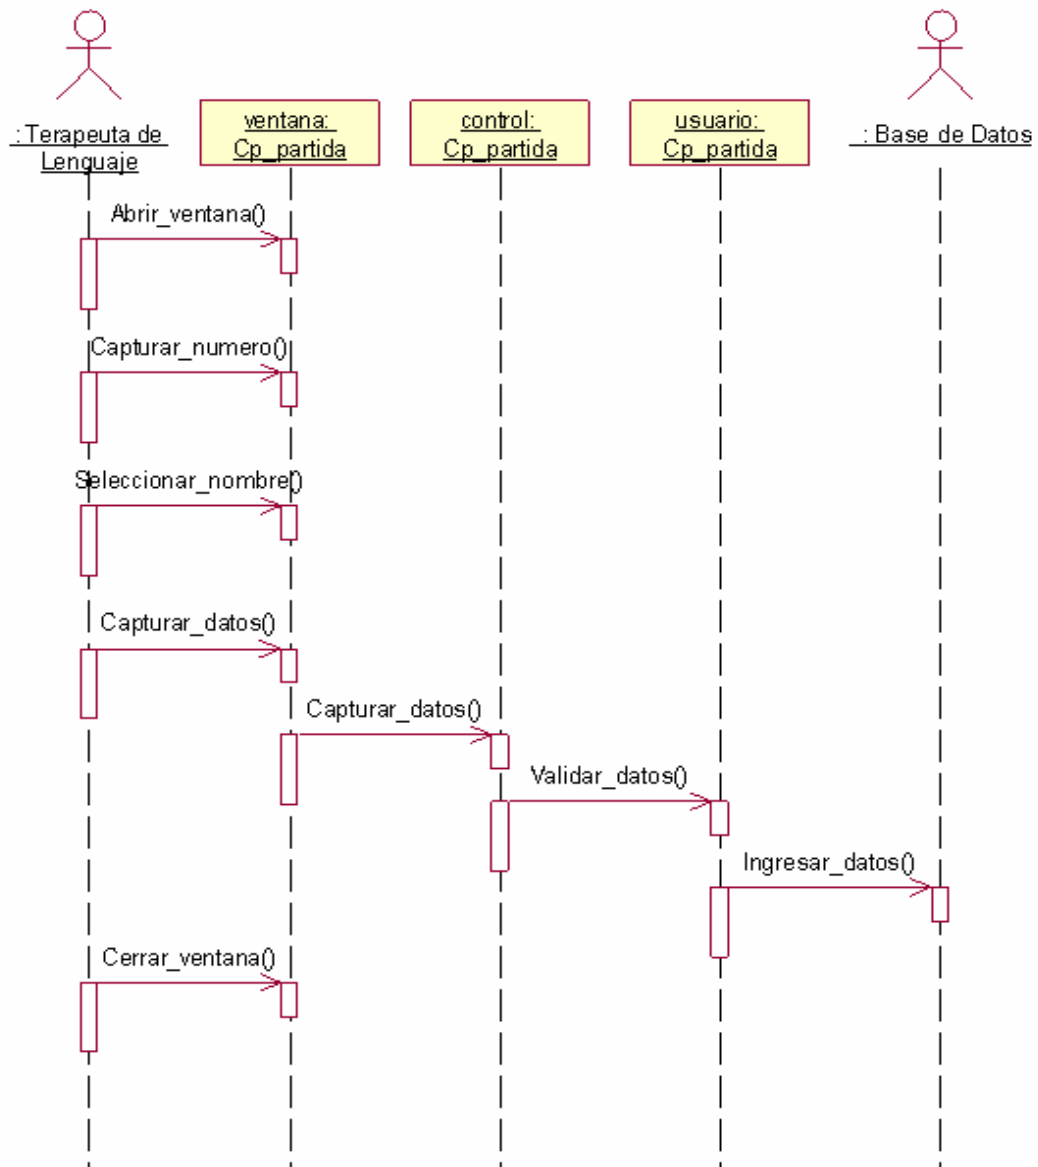 : Terapeuta de
Lenguaje
ventana:
Cp_partida
control:
Cp_partida
usuario:
Cp_partida
: Base de Datos
Abrir_ventana()
Capturar_numero()
Seleccionar_nombre()
Capturar_datos()
Capturar_datos()
Validar_datos()
Ingresar_datos()
Cerrar_ventana()